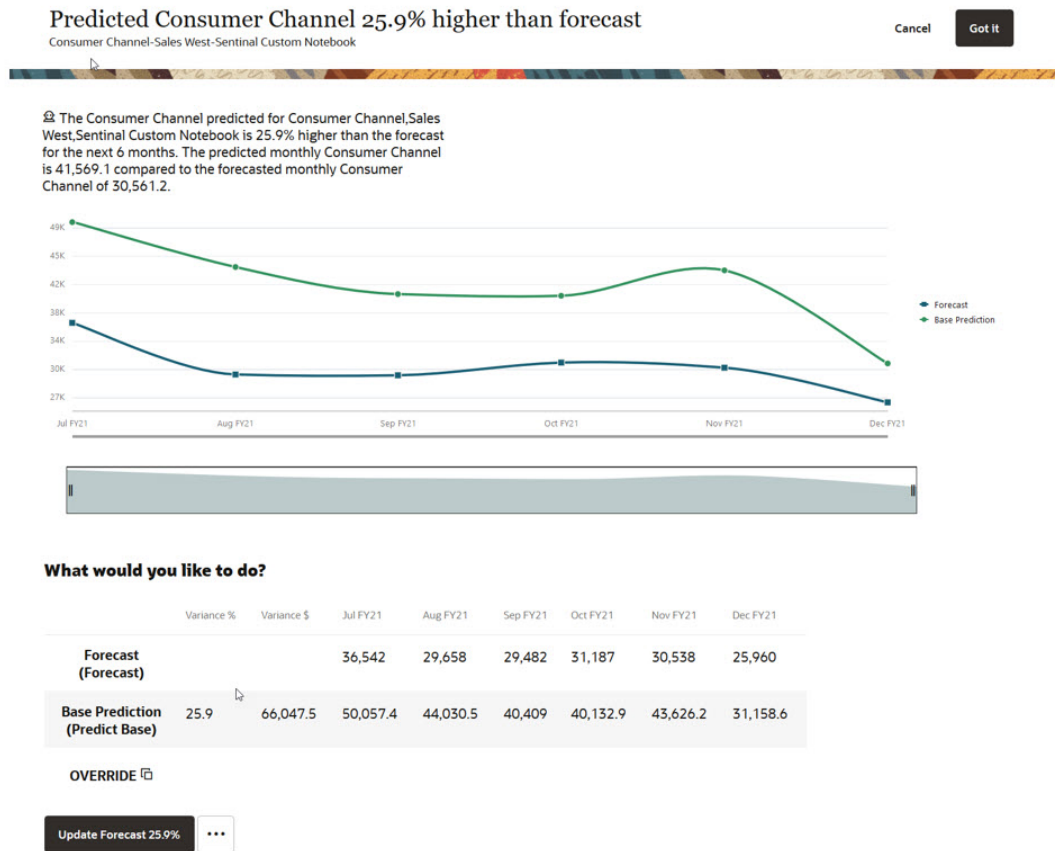 Predicted Consumer Channel 25.9% higher than forecast
Consumer Channel-Sales West-Sentinal Custom Notebook
Cancel
Got it
The Consumer Channel predicted for Consumer Channel,Sales
West,Sentinal Custom Notebook is 25.9% higher than the forecast
for the next 6 months. The predicted monthly Consumer Channel
is 41,569.1 compared to the forecasted monthly Consumer
Channel of 30,561.2.
49K
45K
42K
38K
34K
30K
27K
Jul FY21 Aug FY21 Sep FY21 Oct FY21 Nov FY21 Dec FY21
Forecast
Base Prediction
What would you like to do?
Variance % Variance $ Jul FY21 Aug FY21 Sep FY21 Oct FY21 Nov FY21 Dec FY21
Forecast
(Forecast)
36,542 29,658 29,482 31,187 30,538 25,960
Base Prediction
(Predict Base)
25.9 66,047.5 50,057.4 44,030.5 40,409 40,132.9 43,626.2 31,158.6
OVERRIDE
Update Forecast 25.9%